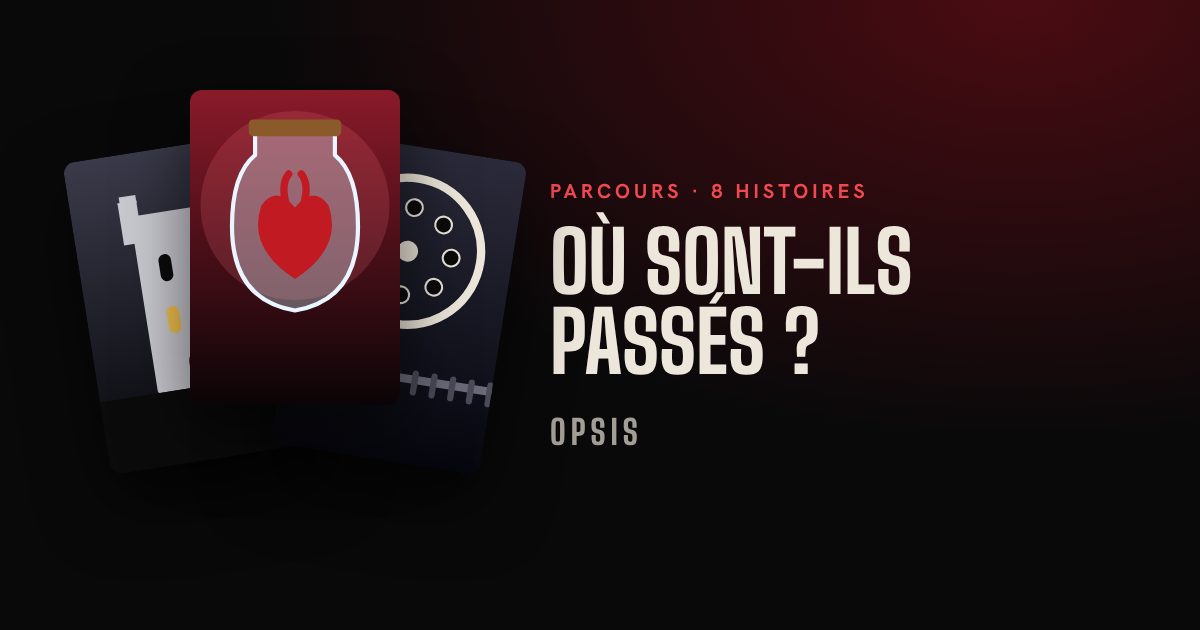 PARCOURS · 8 HISTOIRES
OÙ SONT-ILS
PASSÉS ?
OPSIS